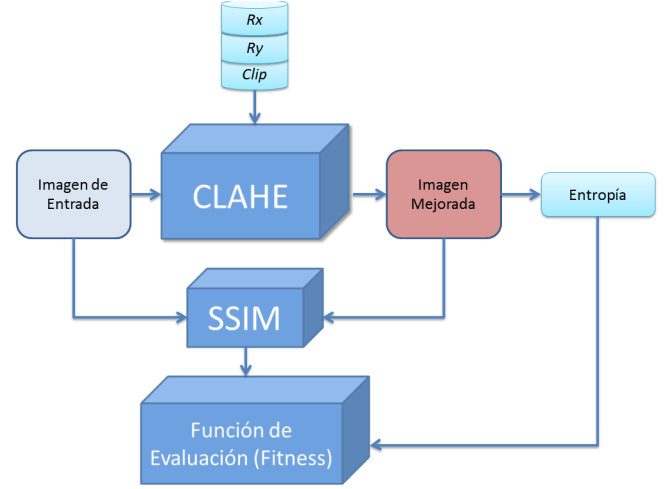 Rx
Ry
Clip
Imagen de
Entrada
CLAHE
Imagen
Mejorada
Entropía
SSIM
Función de
Evaluación (Fitness)